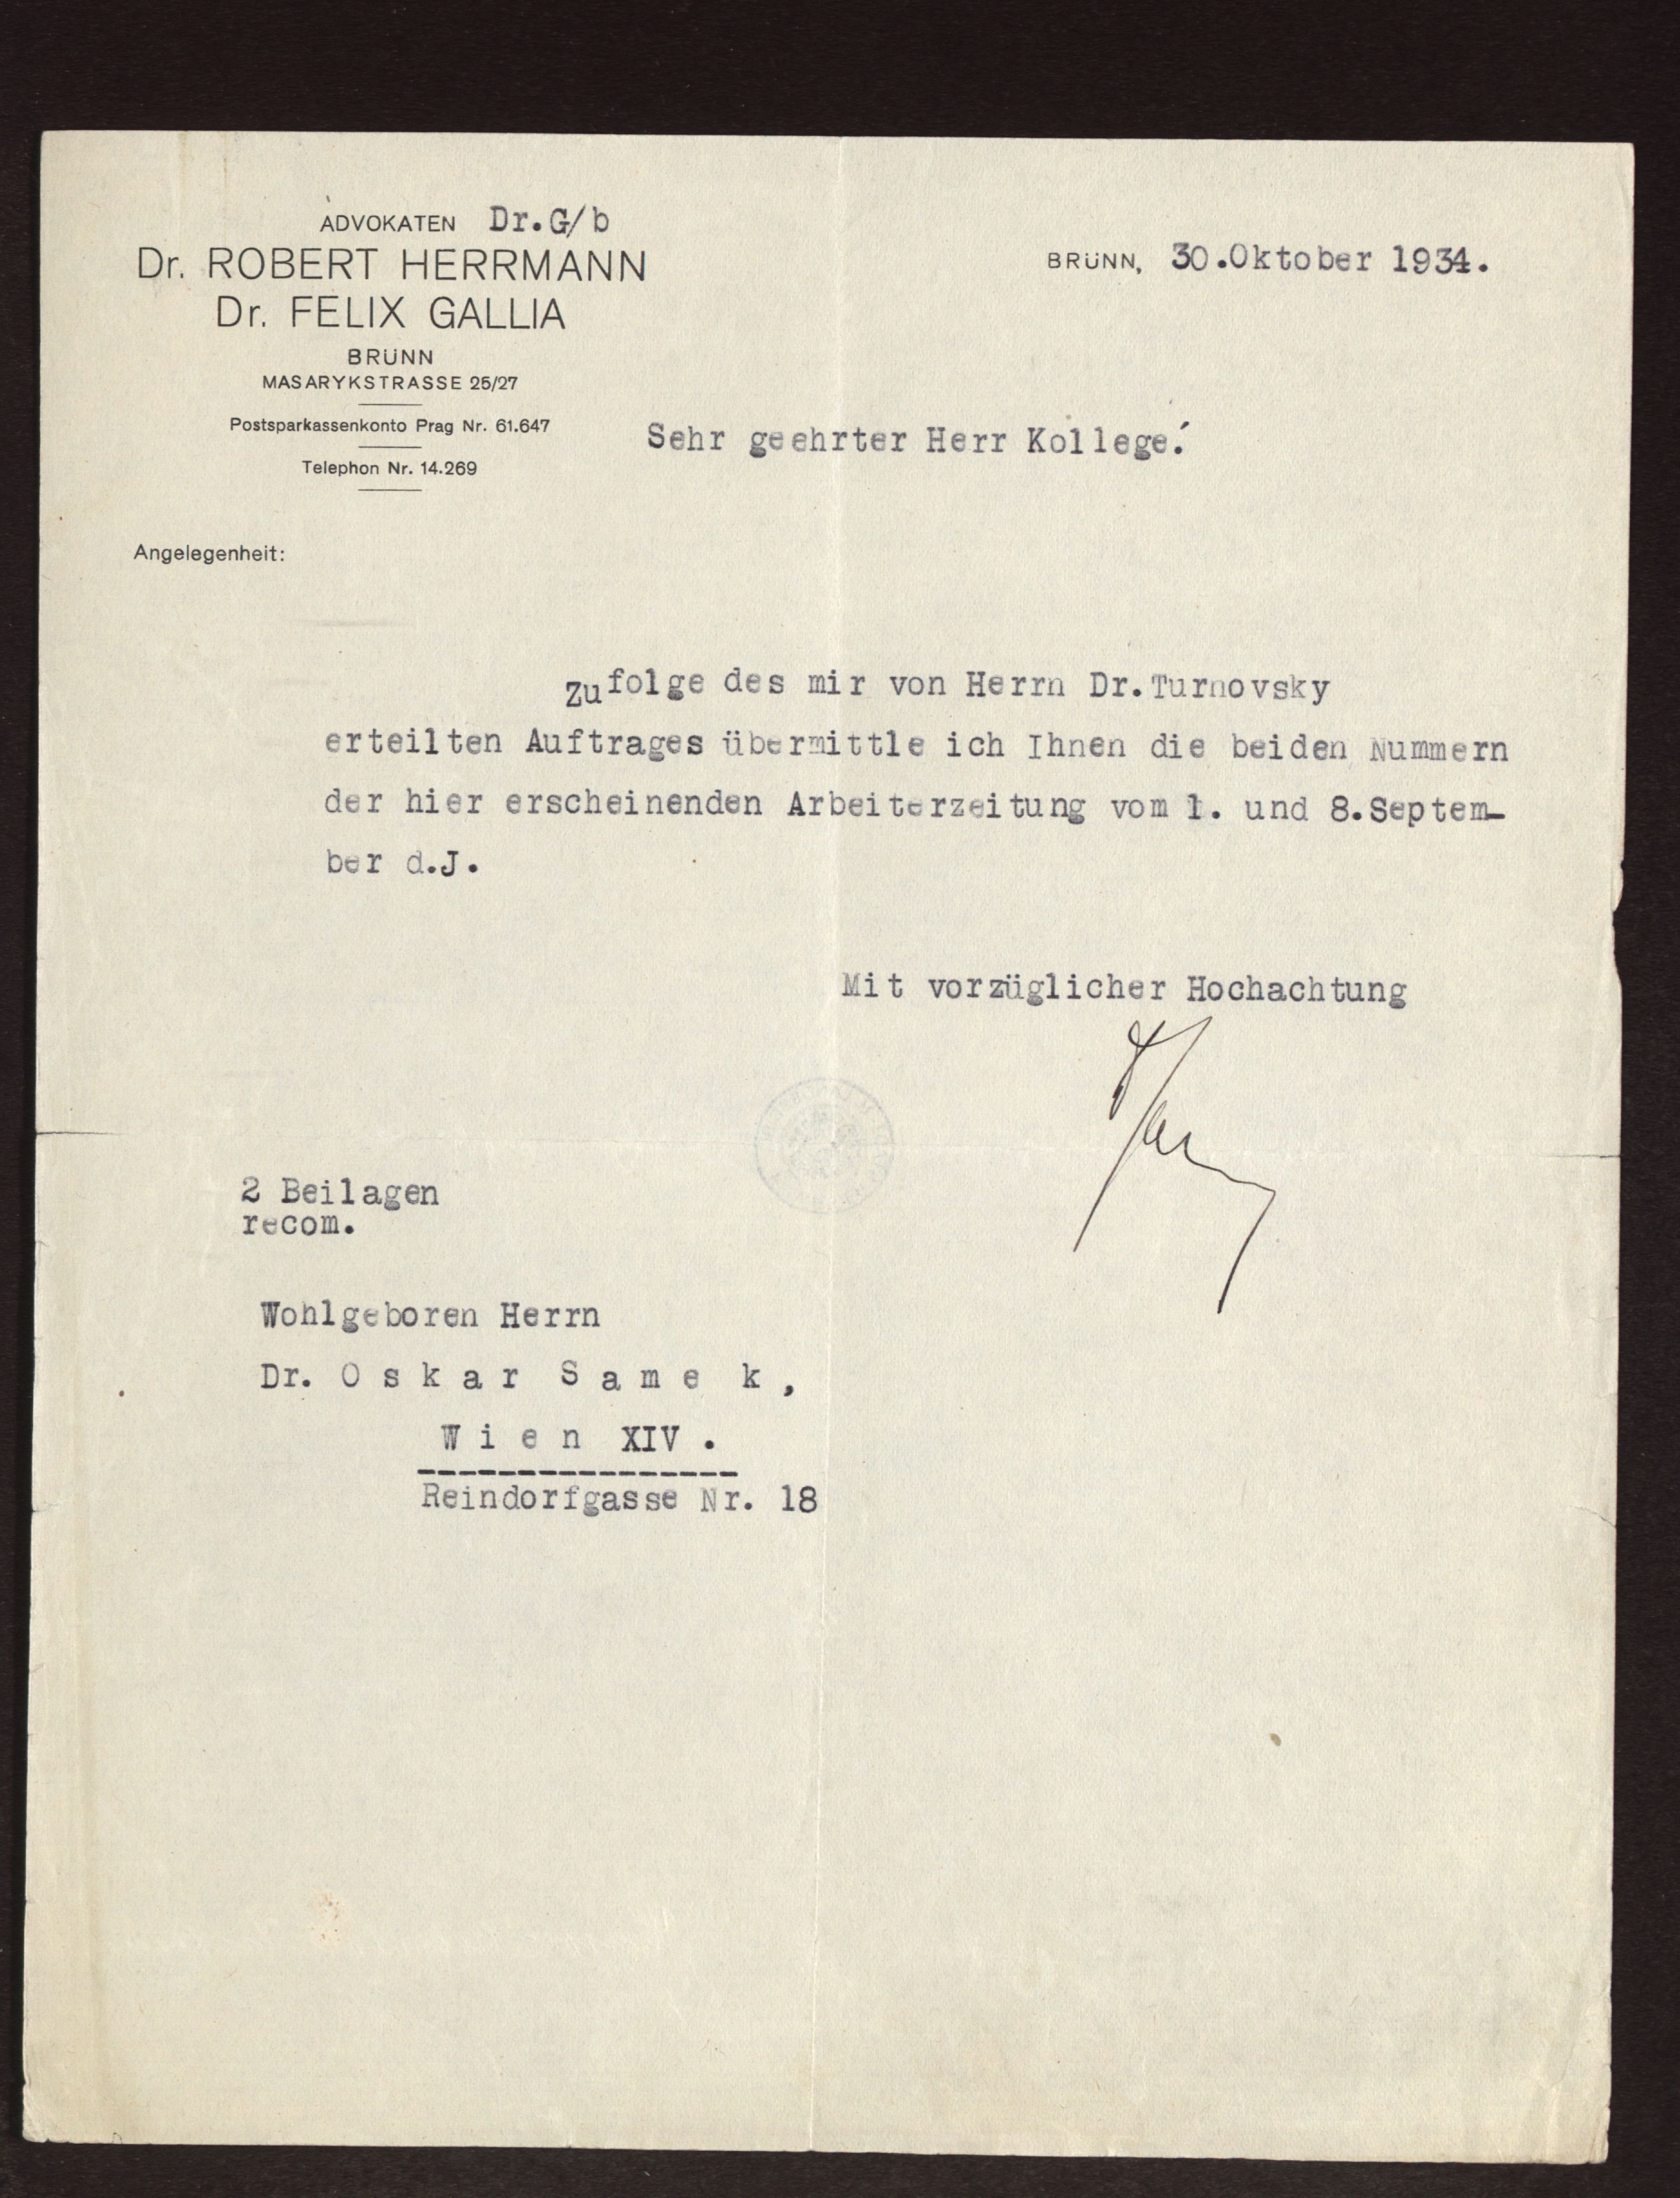 ADVOKATEN Dr.G/b
Dr. ROBERT HERRMANN
Dr. FELIX GALLIA
BRÜNN
MASARYKSTRASSE 25/27
Postsparkassenkonto Prag Nr. 61.647
Telephon Nr. 14.269
BRÜNN, 30.Oktober 1934.
Sehr geehrter Herr Kollege!
Angelegenheit:
Zufolge des mir von Herrn Dr.Turnovsky
erteilten Auftrages übermittle ich Ihnen die beiden Nummern
der hier erscheinenden Arbeiterzeitung vom 1. und 8.Septem-
ber d.J.
Mit vorzüglicher Hochachtung
2 Beilagen
recom.
Wohlgeboren Herrn
Dr. O s k a r S a m e k ,
W i e n XIV .
Reindorfgasse Nr. 18